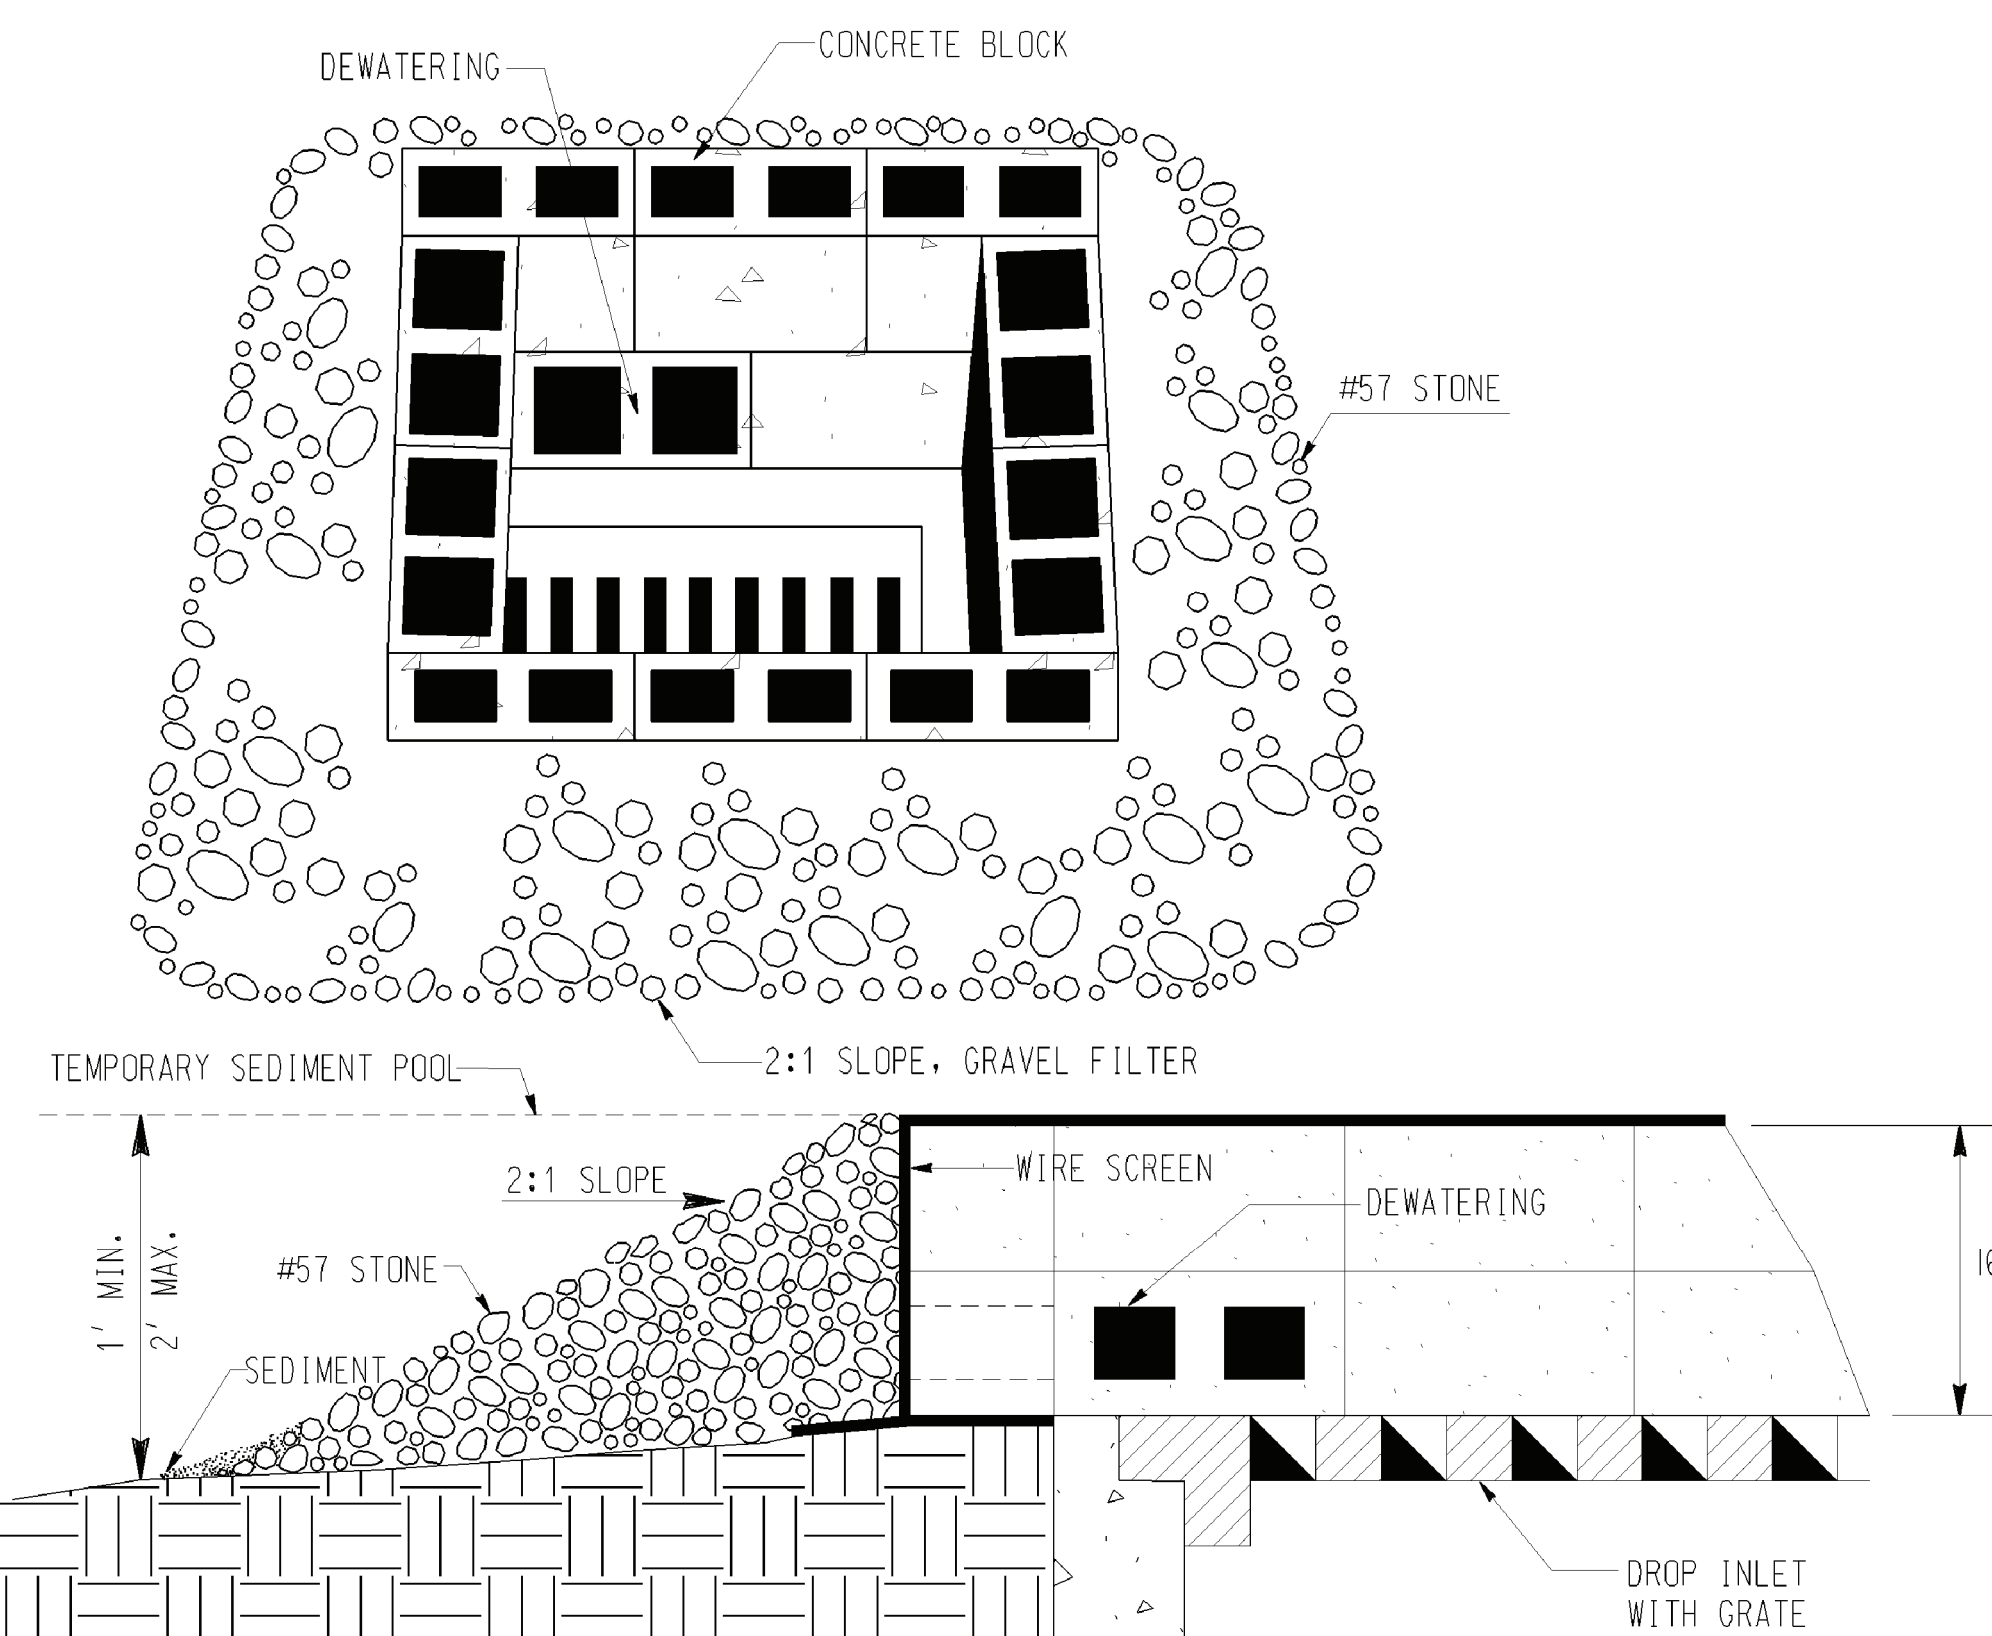 DEWATERING
CONCRETE BLOCK
#57 STONE
2:1 SLOPE, GRAVEL FILTER
TEMPORARY SEDIMENT POOL
2:1 SLOPE
WIRE SCREEN
DEWATERING
#57 STONE
1' MIN.
2' MAX.
SEDIMENT
DROP INLET
WITH GRATE